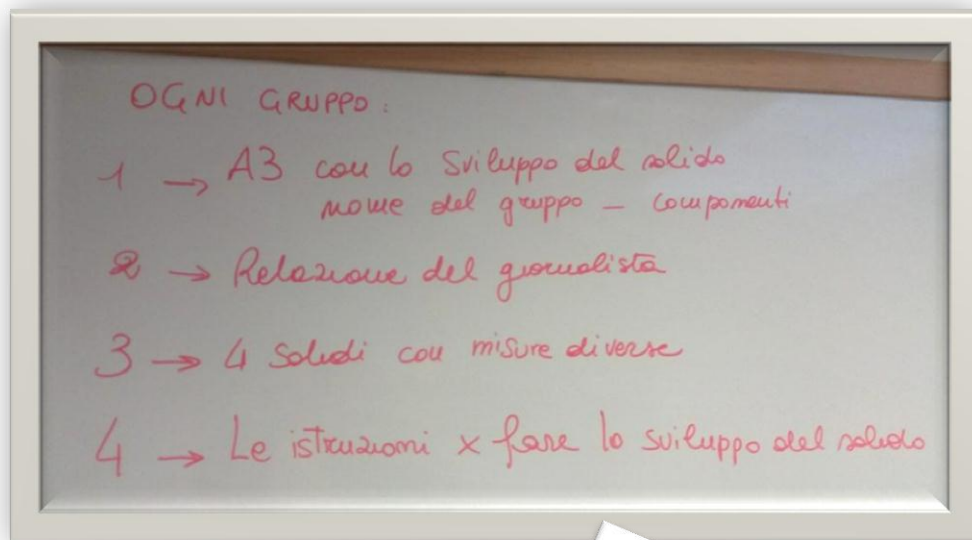 OGNI GRUPPO:
1 → A3 con lo sviluppo del solido
nome del gruppo - componenti
2 → Relazione del giornalista
3 → 4 solidi con misure diverse
4 → Le istruzioni x fare lo sviluppo del solido